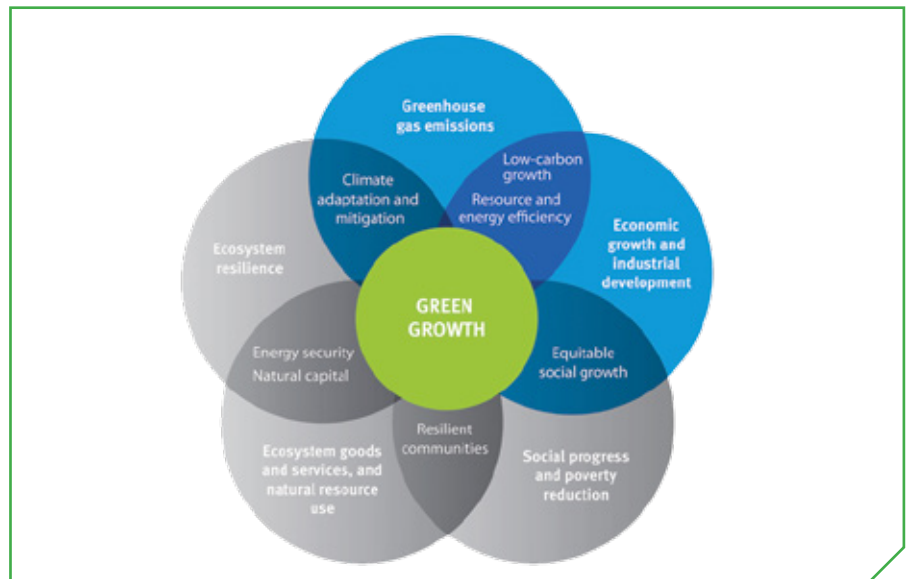 Greenhouse
gas emissions
Low-carbon
growth
Climate
adaptation and
mitigation
Resource and
energy efficiency
Economic
growth and
industrial
development
Ecosystem
resilience
GREEN
GROWTH
Energy security
Natural capital
Equitable
social growth
Resilient
communities
Ecosystem goods
and services, and
natural resource
use
Social progress
and poverty
reduction